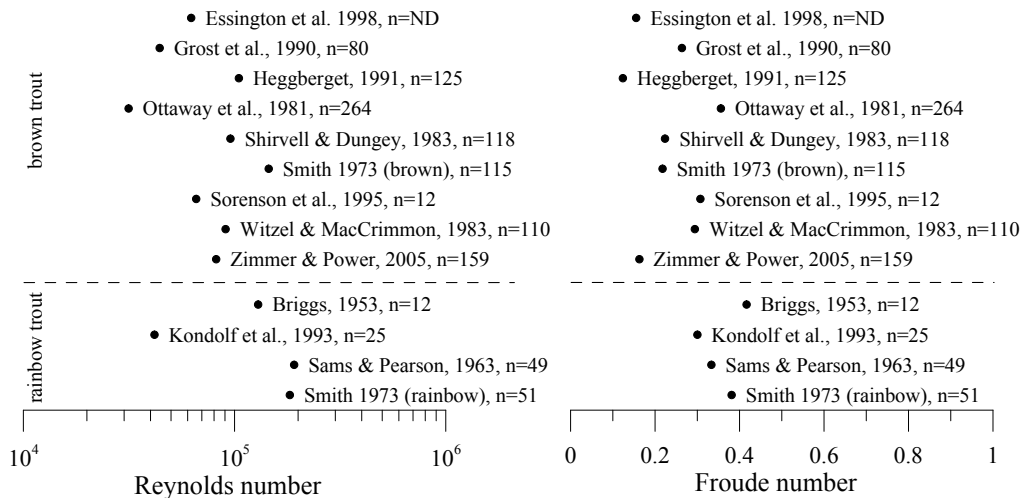 Essington et al. 1998, n=ND
Grost et al., 1990, n=80
Heggberget, 1991, n=125
Ottaway et al., 1981, n=264
Shirvell & Dungey, 1983, n=118
Smith 1973 (brown), n=115
Sorenson et al., 1995, n=12
Witzel & MacCrimmon, 1983, n=110
Zimmer & Power, 2005, n=159
brown trout
Briggs, 1953, n=12
Kondolf et al., 1993, n=25
Sams & Pearson, 1963, n=49
Smith 1973 (rainbow), n=51
rainbow trout
10⁴ 10⁵ 10⁶
Reynolds number
Essington et al. 1998, n=ND
Grost et al., 1990, n=80
Heggberget, 1991, n=125
Ottaway et al., 1981, n=264
Shirvell & Dungey, 1983, n=118
Smith 1973 (brown), n=115
Sorenson et al., 1995, n=12
Witzel & MacCrimmon, 1983, n=110
Zimmer & Power, 2005, n=159
Briggs, 1953, n=12
Kondolf et al., 1993, n=25
Sams & Pearson, 1963, n=49
Smith 1973 (rainbow), n=51
0 0.2 0.4 0.6 0.8 1
Froude number